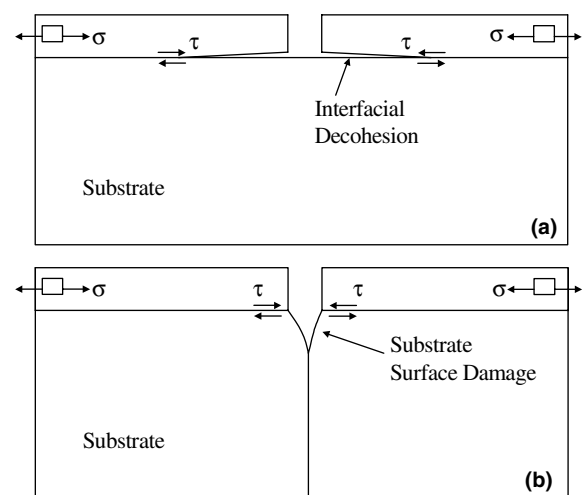 σ τ τ σ
Interfacial
Decohesion
Substrate
(a)
σ τ τ σ
Substrate
Surface Damage
Substrate
(b)